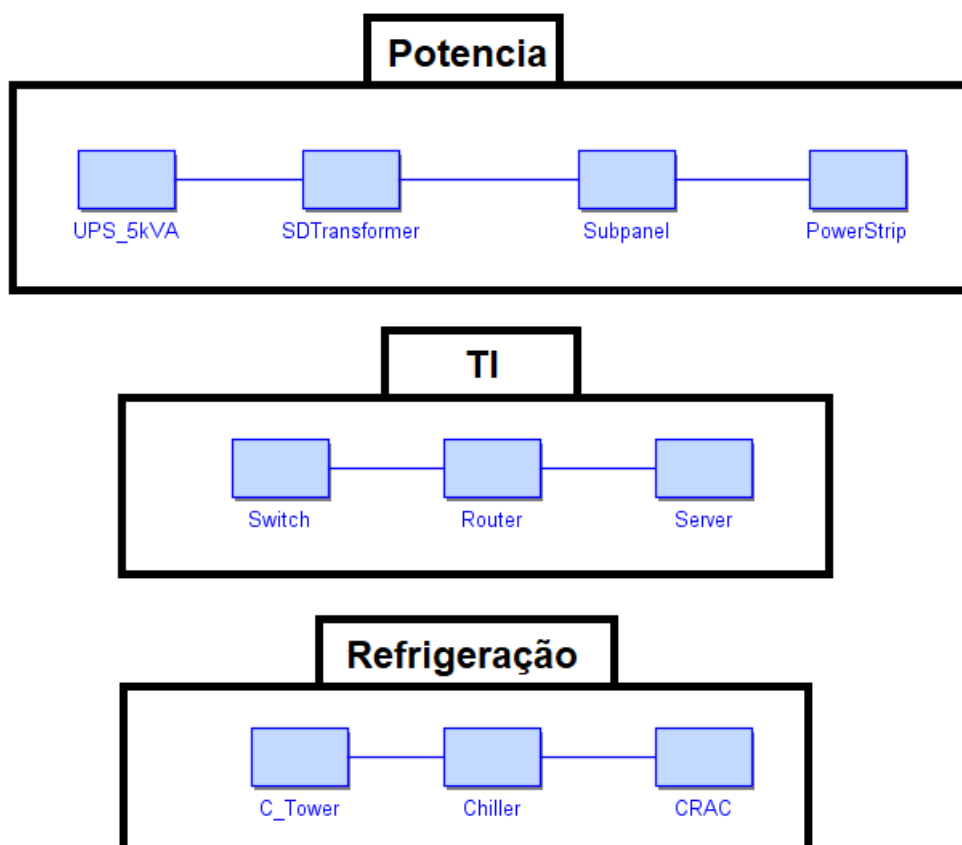 Potencia
UPS_5kVA SDTransformer Subpanel PowerStrip
TI
Switch Router Server
Refrigeração
C_Tower Chiller CRAC